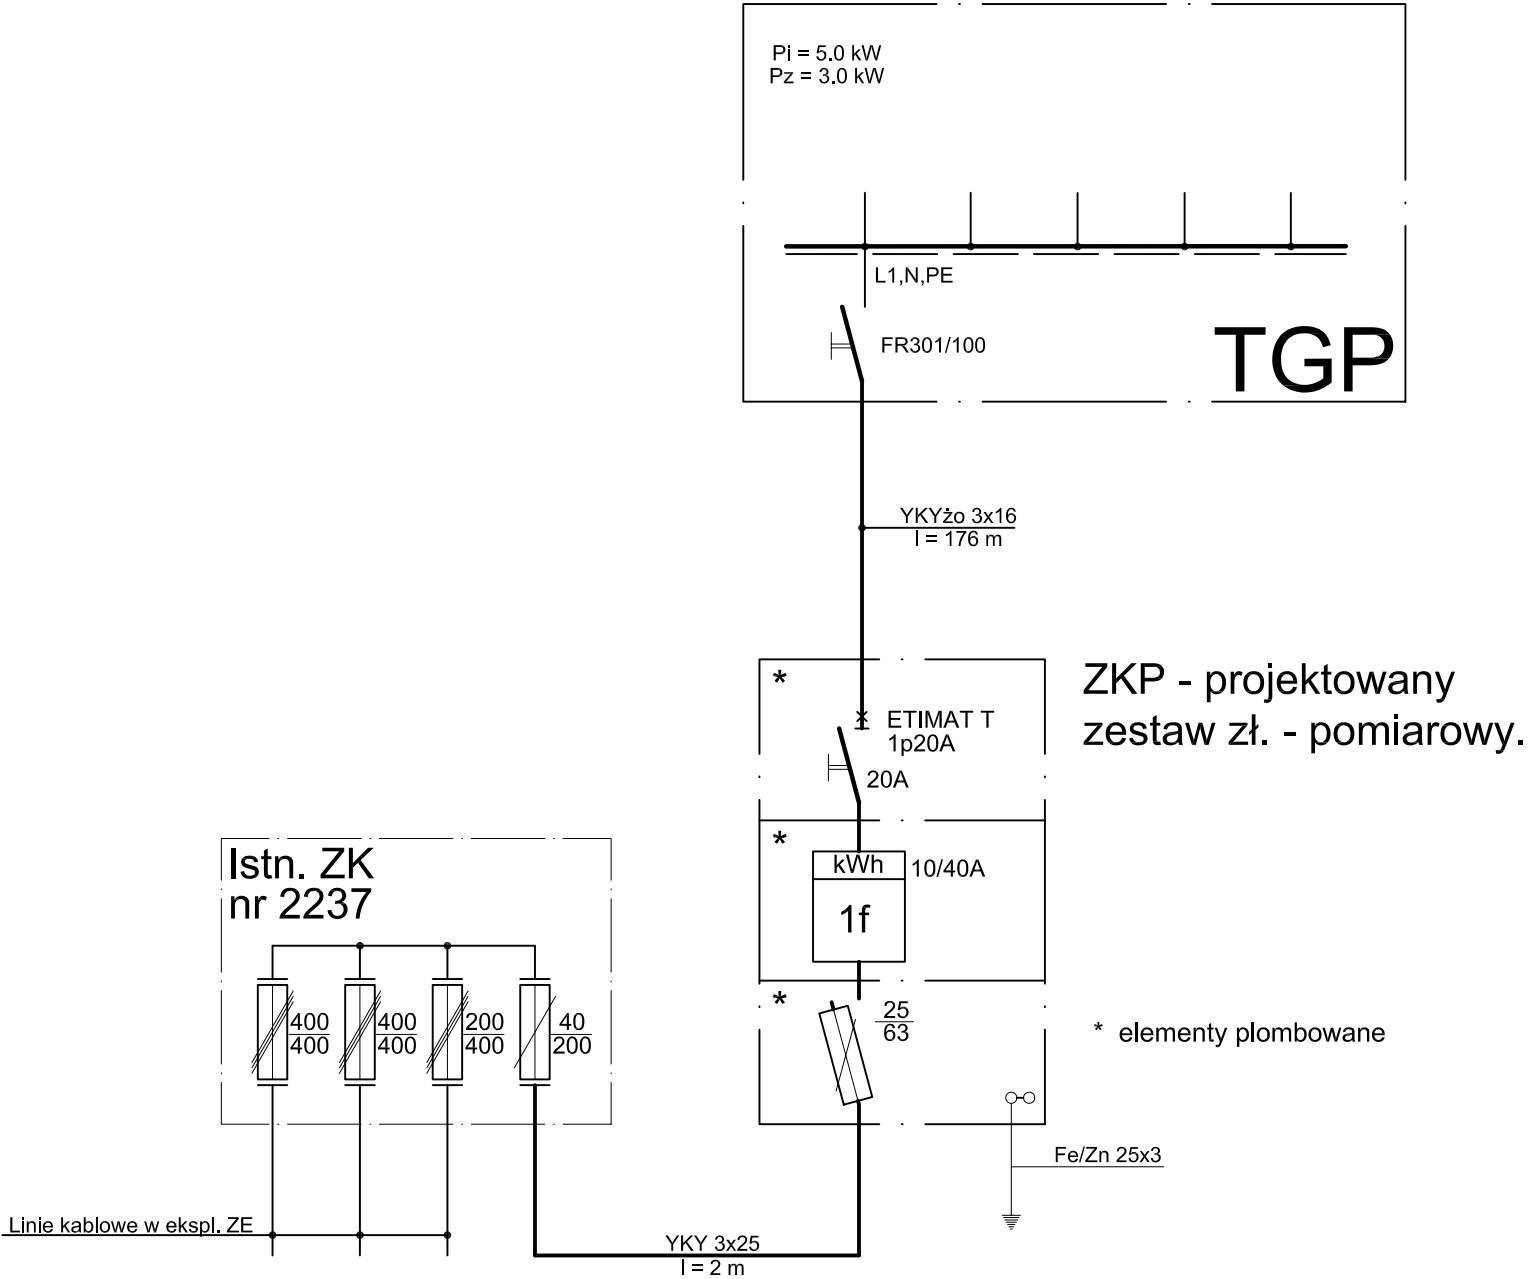 Pi = 5.0 kW
Pz = 3.0 kW
L1,N,PE
FR301/100
TGP
YKYżo 3x16
l = 176 m
*
ETIMAT T
1p20A
20A
ZKP - projektowany
zestaw zł. - pomiarowy.
*
kWh
10/40A
1f
Istn. ZK
nr 2237
400
400
400
400
200
400
40
200
*
25
63
* elementy plombowane
Fe/Zn 25x3
Linie kablowe w ekspl. ZE
YKY 3x25
l = 2 m